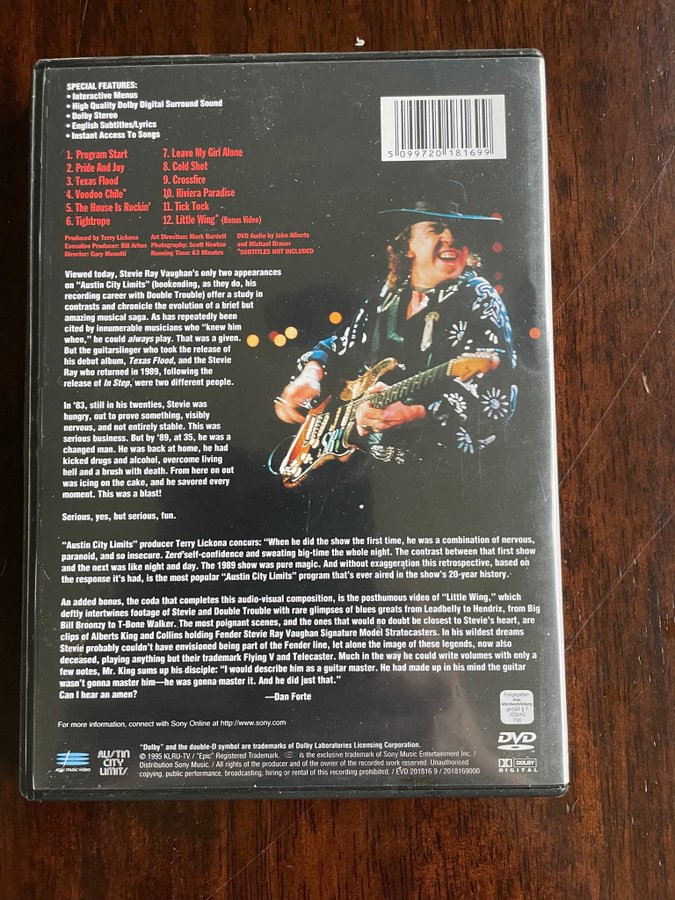 SPECIAL FEATURES:
• Interactive Menus
• High Quality Dolby Digital Surround Sound
• Dolby Stereo
• English Subtitles/Lyrics
• Instant Access To Songs
5 099720 181699
1. Program Start
2. Pride And Joy
3. Texas Flood
4. Voodoo Chile*
5. The House Is Rockin'
6. Tightrope
7. Leave My Girl Alone
8. Cold Shot
9. Crossfire
10. Riviera Paradise
11. Tick Tock
12. Little Wing* (Bonus Video)
Produced by Terry Lickona
Executive Producer: Bill Arhos
Director: Gary Menotti
Art Direction: Mark Burdett
Photography: Scott Newton
Running Time: 63 Minutes
DVD Audio by John Alberts
and Michael Brauer
*SUBTITLES NOT INCLUDED
Viewed today, Stevie Ray Vaughan's only two appearances
on "Austin City Limits" (bookending, as they do, his
recording career with Double Trouble) offer a study in
contrasts and chronicle the evolution of a brief but
amazing musical saga. As has repeatedly been
cited by innumerable musicians who "knew him
when," he could always play. That was a given.
But the guitarslinger who took the release of
his debut album, Texas Flood, and the Stevie
Ray who returned in 1989, following the
release of In Step, were two different people.
In '83, still in his twenties, Stevie was
hungry, out to prove something, visibly
nervous, and not entirely stable. This was
serious business. But by '89, at 35, he was a
changed man. He was back at home, he had
kicked drugs and alcohol, overcome living
hell and a brush with death. From here on out
was icing on the cake, and he savored every
moment. This was a blast!
Serious, yes, but serious, fun.
"Austin City Limits" producer Terry Lickona concurs: "When he did the show the first time, he was a combination of nervous,
paranoid, and so insecure. Zero self-confidence and sweating big-time the whole night. The contrast between that first show
and the next was like night and day. The 1989 show was pure magic. And without exaggeration this retrospective, based on
the response it's had, is the most popular "Austin City Limits" program that's ever aired in the show's 20-year history.
An added bonus, the coda that completes this audio-visual composition, is the posthumous video of "Little Wing," which
deftly intertwines footage of Stevie and Double Trouble with rare glimpses of blues greats from Leadbelly to Hendrix, from Big
Bill Broonzy to T-Bone Walker. The most poignant scenes, and the ones that would no doubt be closest to Stevie's heart, are
clips of Alberts King and Collins holding Fender Stevie Ray Vaughan Signature Model Stratocasters. In his wildest dreams
Stevie probably couldn't have envisioned being part of the Fender line, let alone the image of these legends, now also
deceased, playing anything but their trademark Flying V and Telecaster. Much in the way he could write volumes with only a
few notes, Mr. King sums up his disciple: "I would describe him as a guitar master. He had made up in his mind the guitar
wasn't gonna master him—he was gonna master it. And he did just that."
Can I hear an amen?
—Dan Forte
Freigegeben
ohne
Altersbeschränkung
gemäß § 7
JÖSchG
FSK
For more information, connect with Sony Online at http://www.sony.com
DVD
VIDEO
epic music video
AUSTIN
CITY
LIMITS
"Dolby" and the double-D symbol are trademarks of Dolby Laboratories Licensing Corporation.
© 1995 KLRU-TV / "Epic" Registered Trademark. is the exclusive trademark of Sony Music Entertainment Inc. /
Distribution Sony Music. / All rights of the producer and of the owner of the recorded work reserved. Unauthorised
copying, public performance, broadcasting, hiring or rental of this recording prohibited. / EVD 201816 9 / 2018169000
DOLBY
DIGITAL